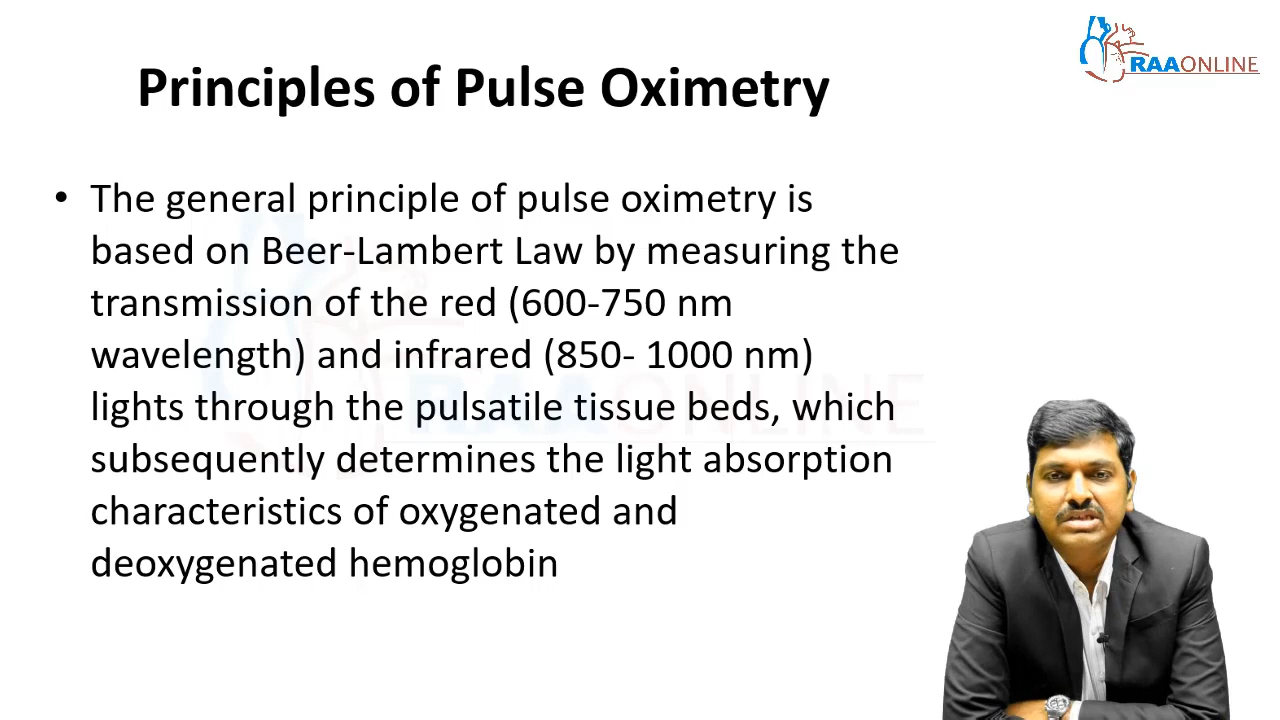 RAAONLINE
Principles of Pulse Oximetry
• The general principle of pulse oximetry is
based on Beer-Lambert Law by measuring the
transmission of the red (600-750 nm
wavelength) and infrared (850- 1000 nm)
lights through the pulsatile tissue beds, which
subsequently determines the light absorption
characteristics of oxygenated and
deoxygenated hemoglobin
RAAONLINE